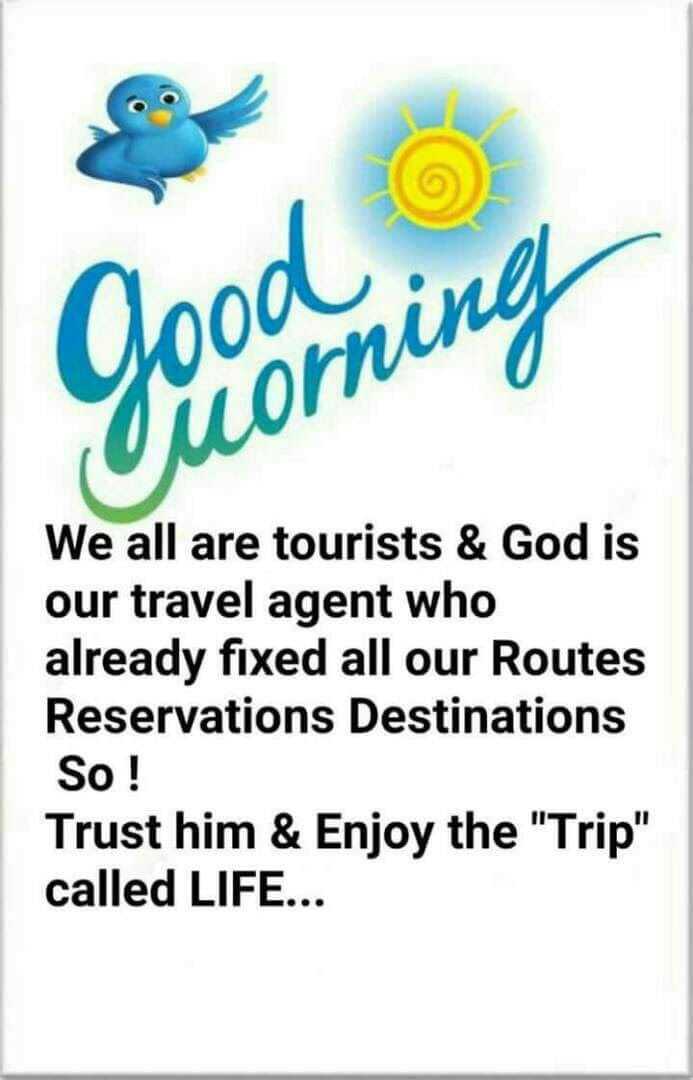 Good
Morning
We all are tourists & God is
our travel agent who
already fixed all our Routes
Reservations Destinations
So !
Trust him & Enjoy the "Trip"
called LIFE...